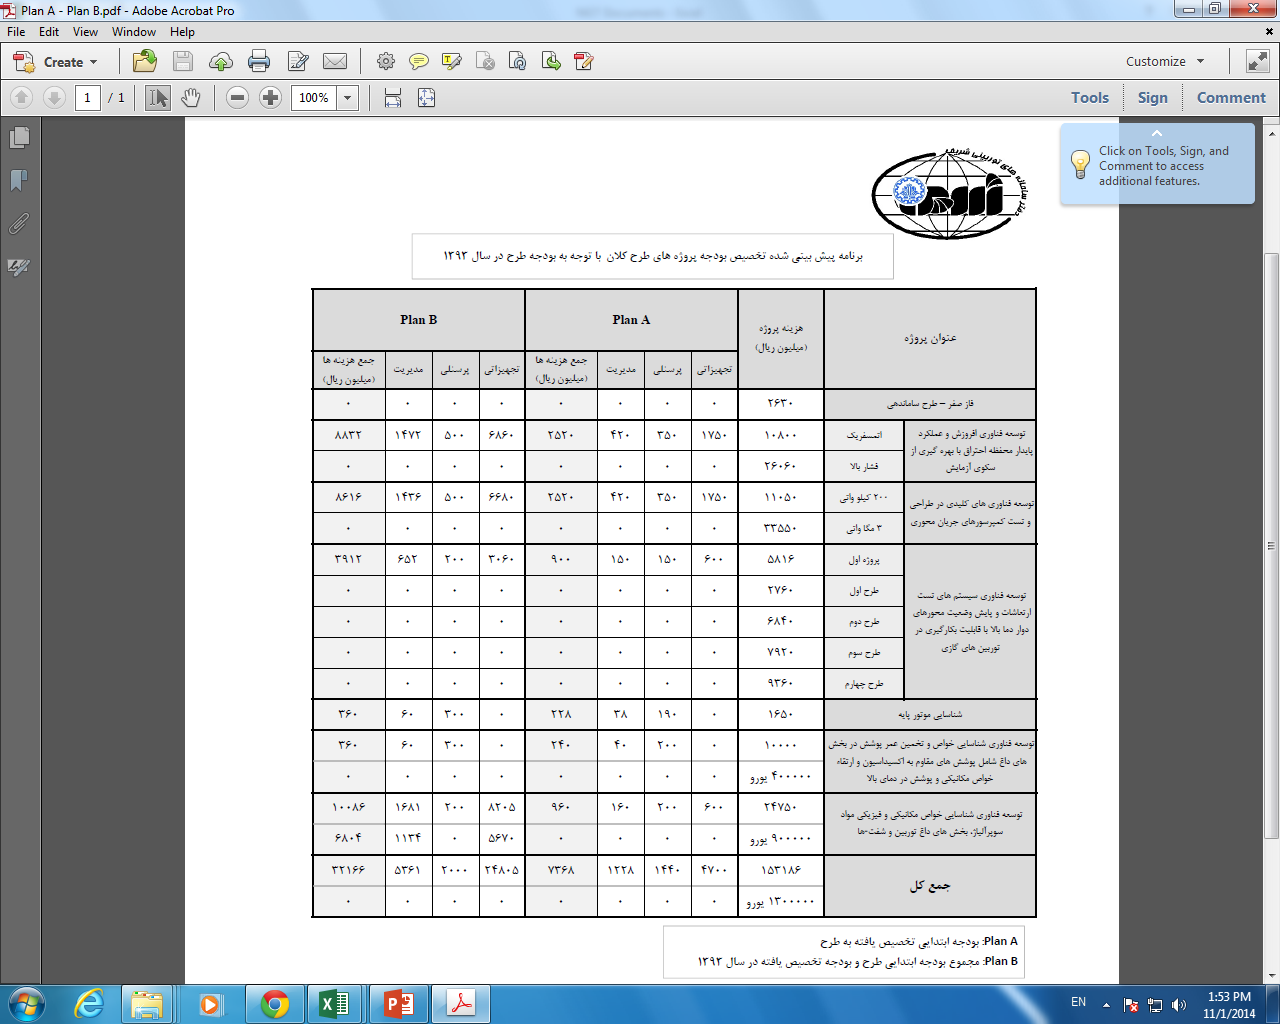 Plan A - Plan B.pdf - Adobe Acrobat Pro
File Edit View Window Help
Create
Customize
1 / 1 100%
Tools Sign Comment
Click on Tools, Sign, and
Comment to access
additional features.
دفتر سامانه های توربینی شریف
برنامه پیش بینی شده تخصیص بودجه پروژه های طرح کلان با توجه به بودجه طرح در سال ۱۳۹۳
عنوان پروژه هزینه پروژه (میلیون ریال) Plan A Plan B
تجهیزاتی پرسنلی مدیریت جمع هزینه ها (میلیون ریال) تجهیزاتی پرسنلی مدیریت جمع هزینه ها (میلیون ریال)
فاز صفر – طرح ساماندهی ۲۶۳۰ ۰ ۰ ۰ ۰ ۰ ۰ ۰ ۰
توسعه فناوری افروزش و عملکرد
پایدار محفظه احتراق با بهره گیری از
سکوی آزمایش
اتمسفریک ۱۰۸۰۰ ۱۷۵۰ ۳۵۰ ۴۲۰ ۲۵۲۰ ۶۸۶۰ ۵۰۰ ۱۴۷۲ ۸۸۳۲
فشار بالا ۲۶۰۶۰ ۰ ۰ ۰ ۰ ۰ ۰ ۰ ۰
توسعه فناوری های کلیدی در طراحی
و تست کمپرسورهای جریان محوری
۲۰۰ کیلو واتی ۱۱۰۵۰ ۱۷۵۰ ۳۵۰ ۴۲۰ ۲۵۲۰ ۶۶۸۰ ۵۰۰ ۱۴۳۶ ۸۶۱۶
۳ مگا واتی ۳۳۵۵۰ ۰ ۰ ۰ ۰ ۰ ۰ ۰ ۰
توسعه فناوری سیستم های تست
ارتعاشات و پایش وضعیت محورهای
دوار دما بالا با قابلیت بکارگیری در
توربین های گازی
پروژه اول ۵۸۱۶ ۶۰۰ ۱۵۰ ۱۵۰ ۹۰۰ ۳۰۶۰ ۲۰۰ ۶۵۲ ۳۹۱۲
طرح اول ۲۷۶۰ ۰ ۰ ۰ ۰ ۰ ۰ ۰ ۰
طرح دوم ۶۸۴۰ ۰ ۰ ۰ ۰ ۰ ۰ ۰ ۰
طرح سوم ۷۹۲۰ ۰ ۰ ۰ ۰ ۰ ۰ ۰ ۰
طرح چهارم ۹۳۶۰ ۰ ۰ ۰ ۰ ۰ ۰ ۰ ۰
شناسایی موتور پایه ۱۶۵۰ ۰ ۱۹۰ ۳۸ ۲۲۸ ۰ ۳۰۰ ۶۰ ۳۶۰
توسعه فناوری شناسایی خواص و تخمین عمر پوشش در بخش
های داغ شامل پوشش های مقاوم به اکسیداسیون و ارتقاء
خواص مکانیکی و پوشش در دمای بالا
۱۰۰۰۰ ۰ ۲۰۰ ۴۰ ۲۴۰ ۰ ۳۰۰ ۶۰ ۳۶۰
۴۰۰۰۰۰ یورو ۰ ۰ ۰ ۰ ۰ ۰ ۰ ۰
توسعه فناوری شناسایی خواص مکانیکی و فیزیکی مواد
سوپرآلیاژ، بخش های داغ توربین و شفت-ها
۲۴۷۵۰ ۶۰۰ ۲۰۰ ۱۶۰ ۹۶۰ ۸۲۰۵ ۲۰۰ ۱۶۸۱ ۱۰۰۸۶
۹۰۰۰۰۰ یورو ۰ ۰ ۰ ۰ ۵۶۷۰ ۰ ۱۱۳۴ ۶۸۰۴
جمع کل
۱۵۳۱۸۶ ۴۷۰۰ ۱۴۴۰ ۱۲۲۸ ۷۳۶۸ ۲۴۸۰۵ ۲۰۰۰ ۵۳۶۱ ۳۲۱۶۶
۱۳۰۰۰۰۰ یورو ۰ ۰ ۰ ۰ ۰ ۰ ۰ ۰
Plan A: بودجه ابتدایی تخصیص یافته به طرح
Plan B: مجموع بودجه ابتدایی طرح و بودجه تخصیص یافته در سال ۱۳۹۳
EN 1:53 PM
11/1/2014